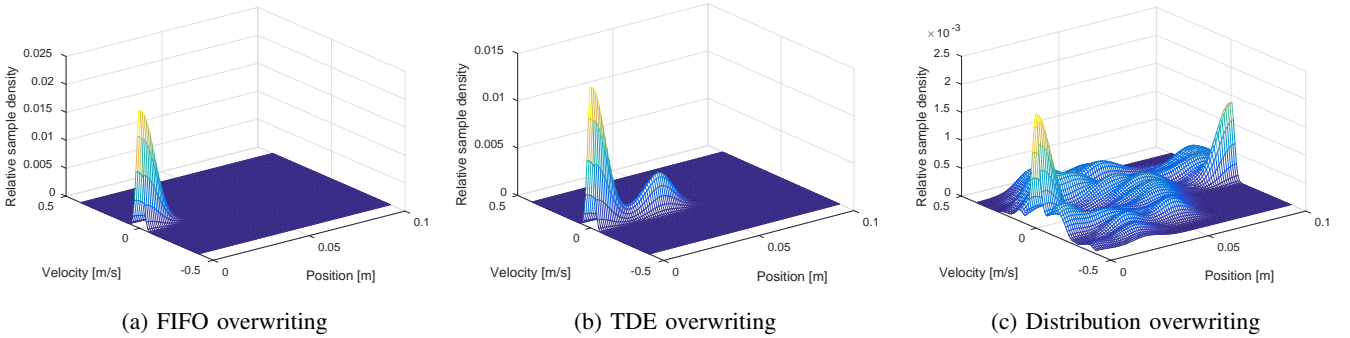 0.025
0.02
0.015
0.01
0.005
0
Relative sample density
0.5
0
-0.5
Velocity [m/s]
0
0.05
0.1
Position [m]
(a) FIFO overwriting
0.015
0.01
0.005
0
Relative sample density
0.5
0
-0.5
Velocity [m/s]
0
0.05
0.1
Position [m]
(b) TDE overwriting
× 10⁻³
2.5
2
1.5
1
0.5
0
Relative sample density
0.5
0
-0.5
Velocity [m/s]
0
0.05
0.1
Position [m]
(c) Distribution overwriting